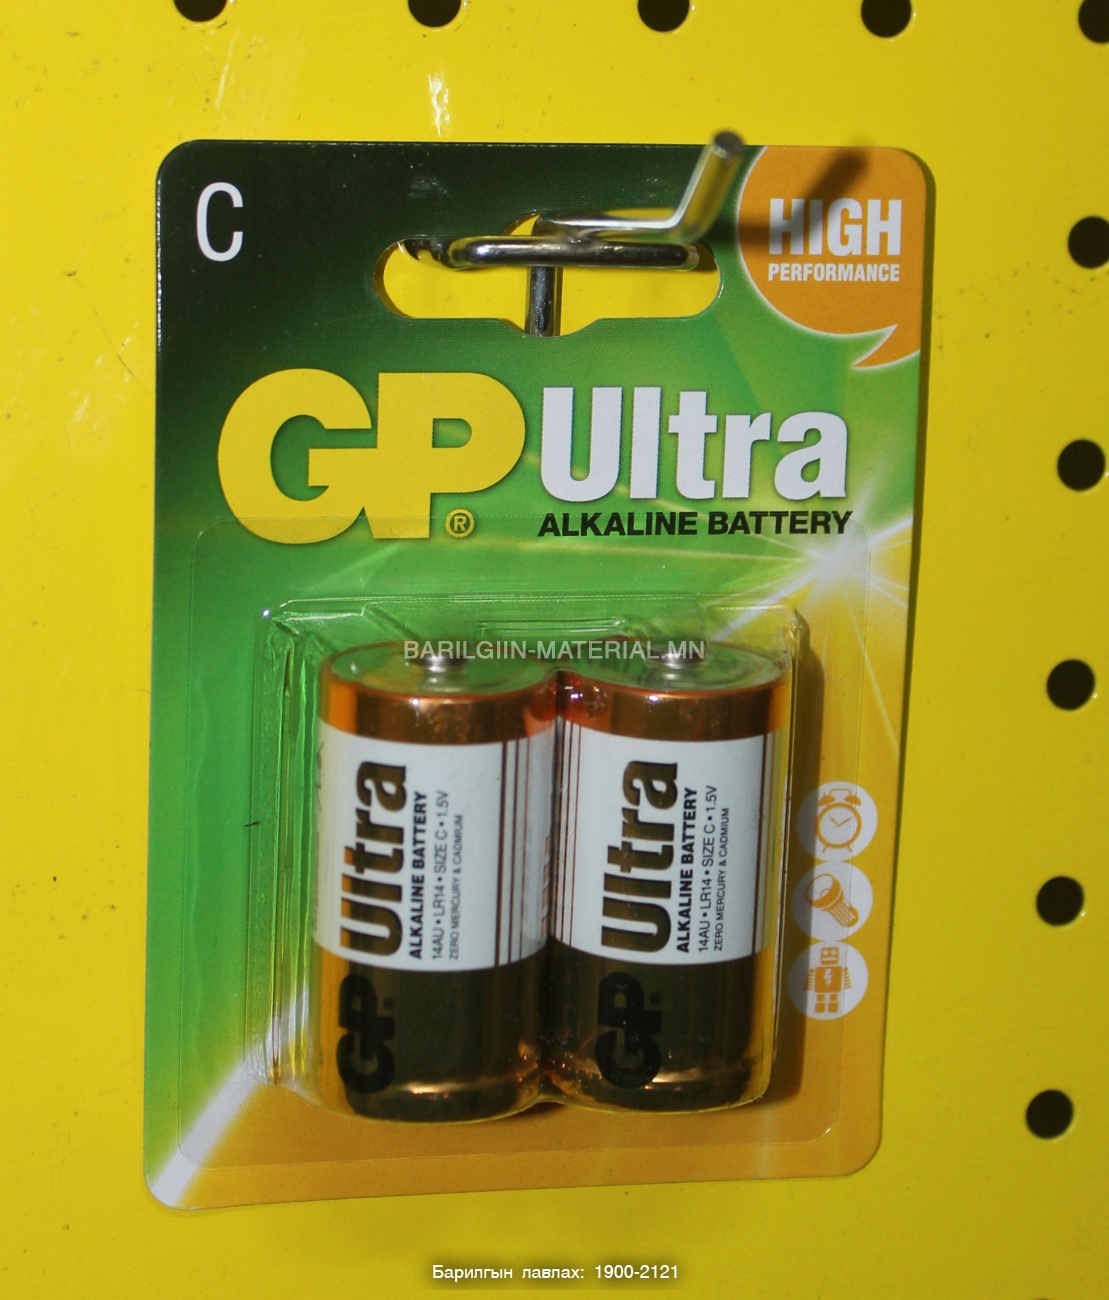 C
HIGH
PERFORMANCE
GP Ultra
®
ALKALINE BATTERY
BARILGIIN-MATERIAL.MN
GP Ultra
ALKALINE BATTERY
14AU • LR14 • SIZE C • 1.5V
ZERO MERCURY & CADMIUM
GP Ultra
ALKALINE BATTERY
14AU • LR14 • SIZE C • 1.5V
ZERO MERCURY & CADMIUM
Барилгын лавлах: 1900-2121